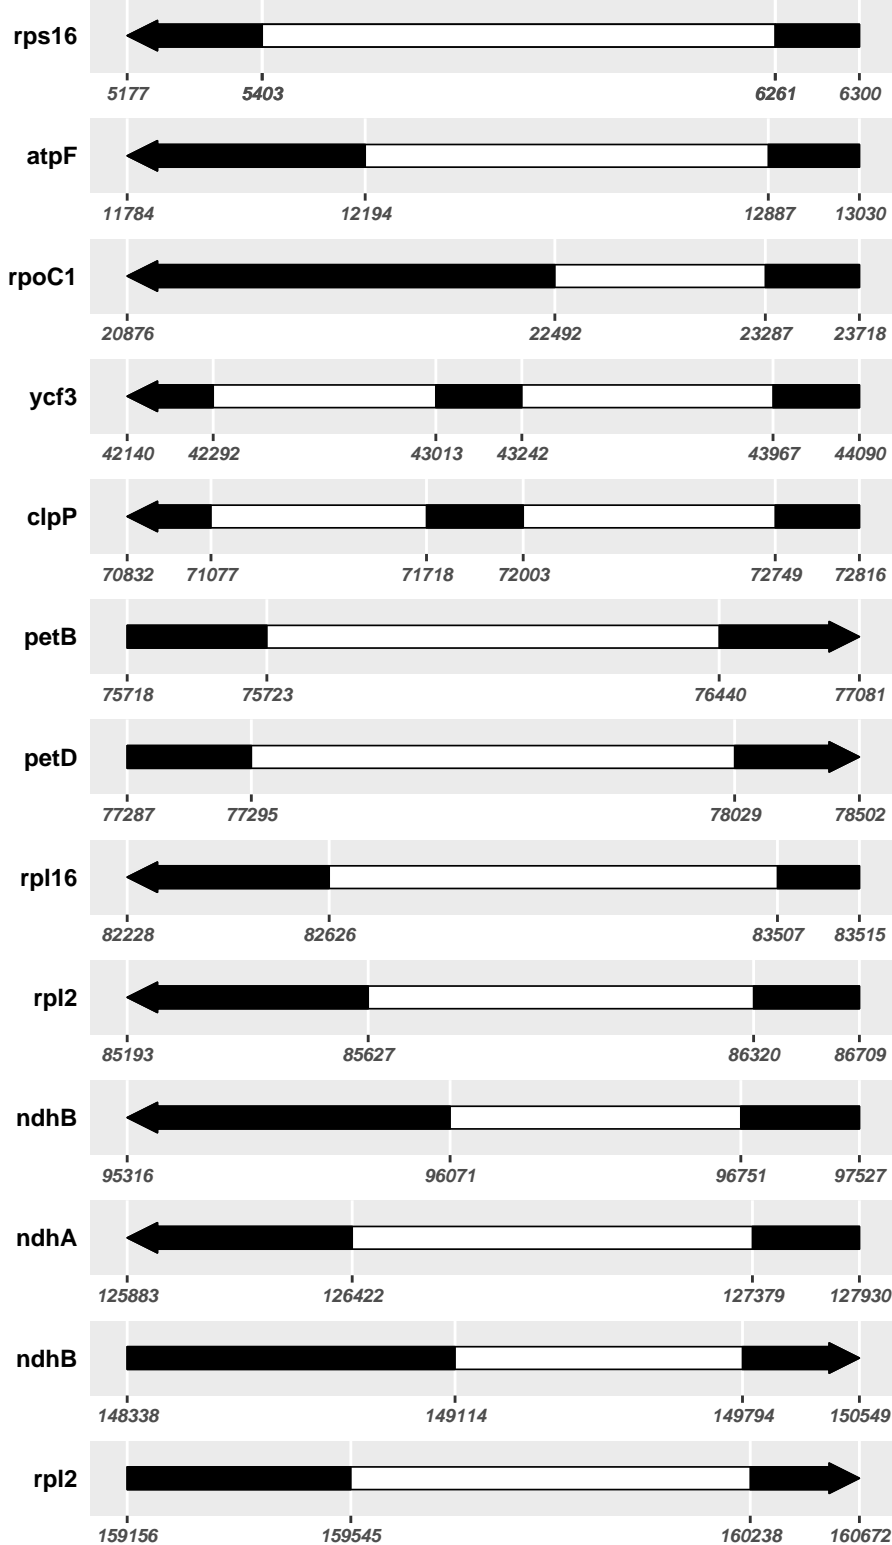 rps16
5177 5403 6261 6300
atpF
11784 12194 12887 13030
rpoC1
20876 22492 23287 23718
ycf3
42140 42292 43013 43242 43967 44090
clpP
70832 71077 71718 72003 72749 72816
petB
75718 75723 76440 77081
petD
77287 77295 78029 78502
rpl16
82228 82626 83507 83515
rpl2
85193 85627 86320 86709
ndhB
95316 96071 96751 97527
ndhA
125883 126422 127379 127930
ndhB
148338 149114 149794 150549
rpl2
159156 159545 160238 160672